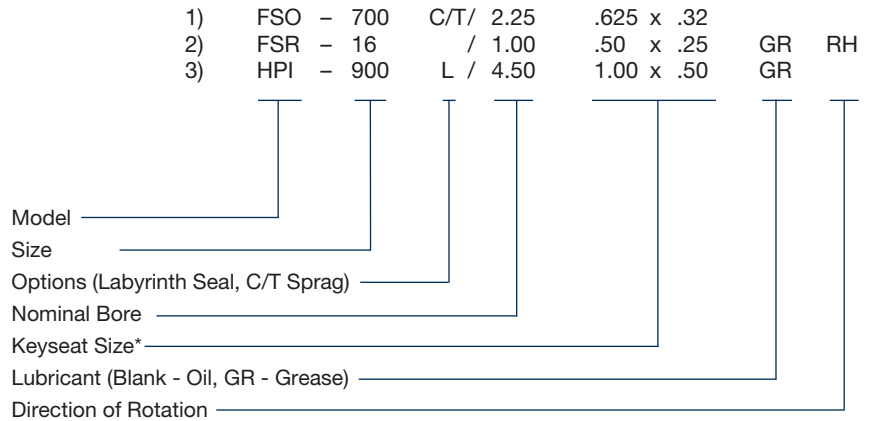 1) FSO – 700 C/T/ 2.25 .625 x .32
2) FSR – 16 / 1.00 .50 x .25 GR RH
3) HPI – 900 L / 4.50 1.00 x .50 GR
Model
Size
Options (Labyrinth Seal, C/T Sprag)
Nominal Bore
Keyseat Size*
Lubricant (Blank - Oil, GR - Grease)
Direction of Rotation